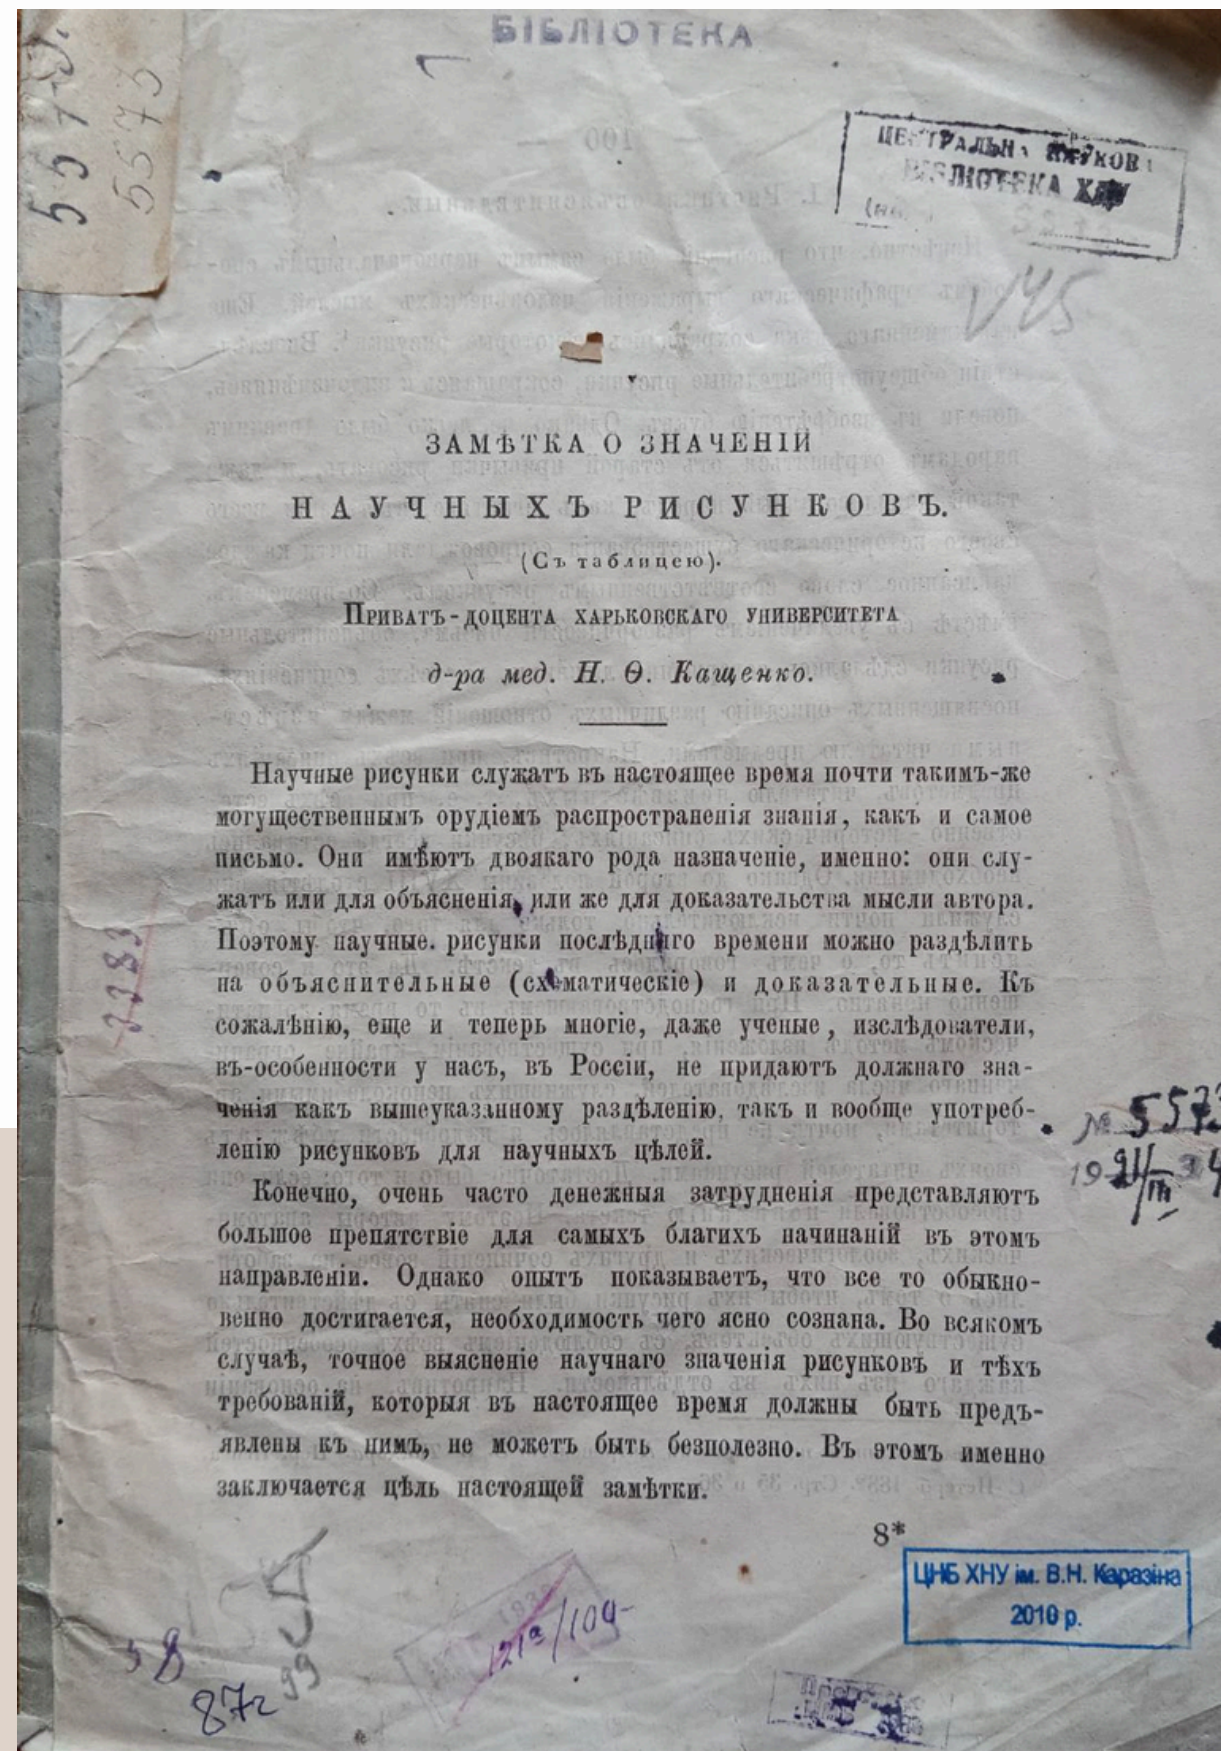 БІБЛІОТЕКА
5573.
5573
ЦЕНТРАЛЬНА НАУКОВА
БІБЛІОТЕКА ХДУ
V45
ЗАМѢТКА О ЗНАЧЕНІЙ
НАУЧНЫХЪ РИСУНКОВЪ.
(Съ таблицею).
Приватъ-доцента харьковскаго университета
д-ра мед. Н. Ѳ. Кащенко.
Научные рисунки служатъ въ настоящее время почти такимъ-же
могущественнымъ орудіемъ распространенія знанія, какъ и самое
письмо. Они имѣютъ двоякаго рода назначеніе, именно: они слу-
жатъ или для объясненія, или же для доказательства мысли автора.
Поэтому научные. рисунки послѣдняго времени можно раздѣлить
на объяснительные (схематическіе) и доказательные. Къ
сожалѣнію, еще и теперь многіе, даже ученые, изслѣдователи,
въ-особенности у насъ, въ Россіи, не придаютъ должнаго зна-
ченія какъ вышеуказанному раздѣленію, такъ и вообще употреб-
ленію рисунковъ для научныхъ цѣлей.
№ 5573
Конечно, очень часто денежныя затрудненія представляютъ
большое препятствіе для самыхъ благихъ начинаній въ этомъ
направленіи. Однако опытъ показываетъ, что все то обыкно-
венно достигается, необходимость чего ясно сознана. Во всякомъ
случаѣ, точное выясненіе научнаго значенія рисунковъ и тѣхъ
требованій, которыя въ настоящее время должны быть предъ-
явлены къ нимъ, не можетъ быть безполезно. Въ этомъ именно
заключается цѣль настоящей замѣтки.
8*
ЦНБ ХНУ ім. В.Н. Каразіна
2010 р.
121а/104-
87г
99